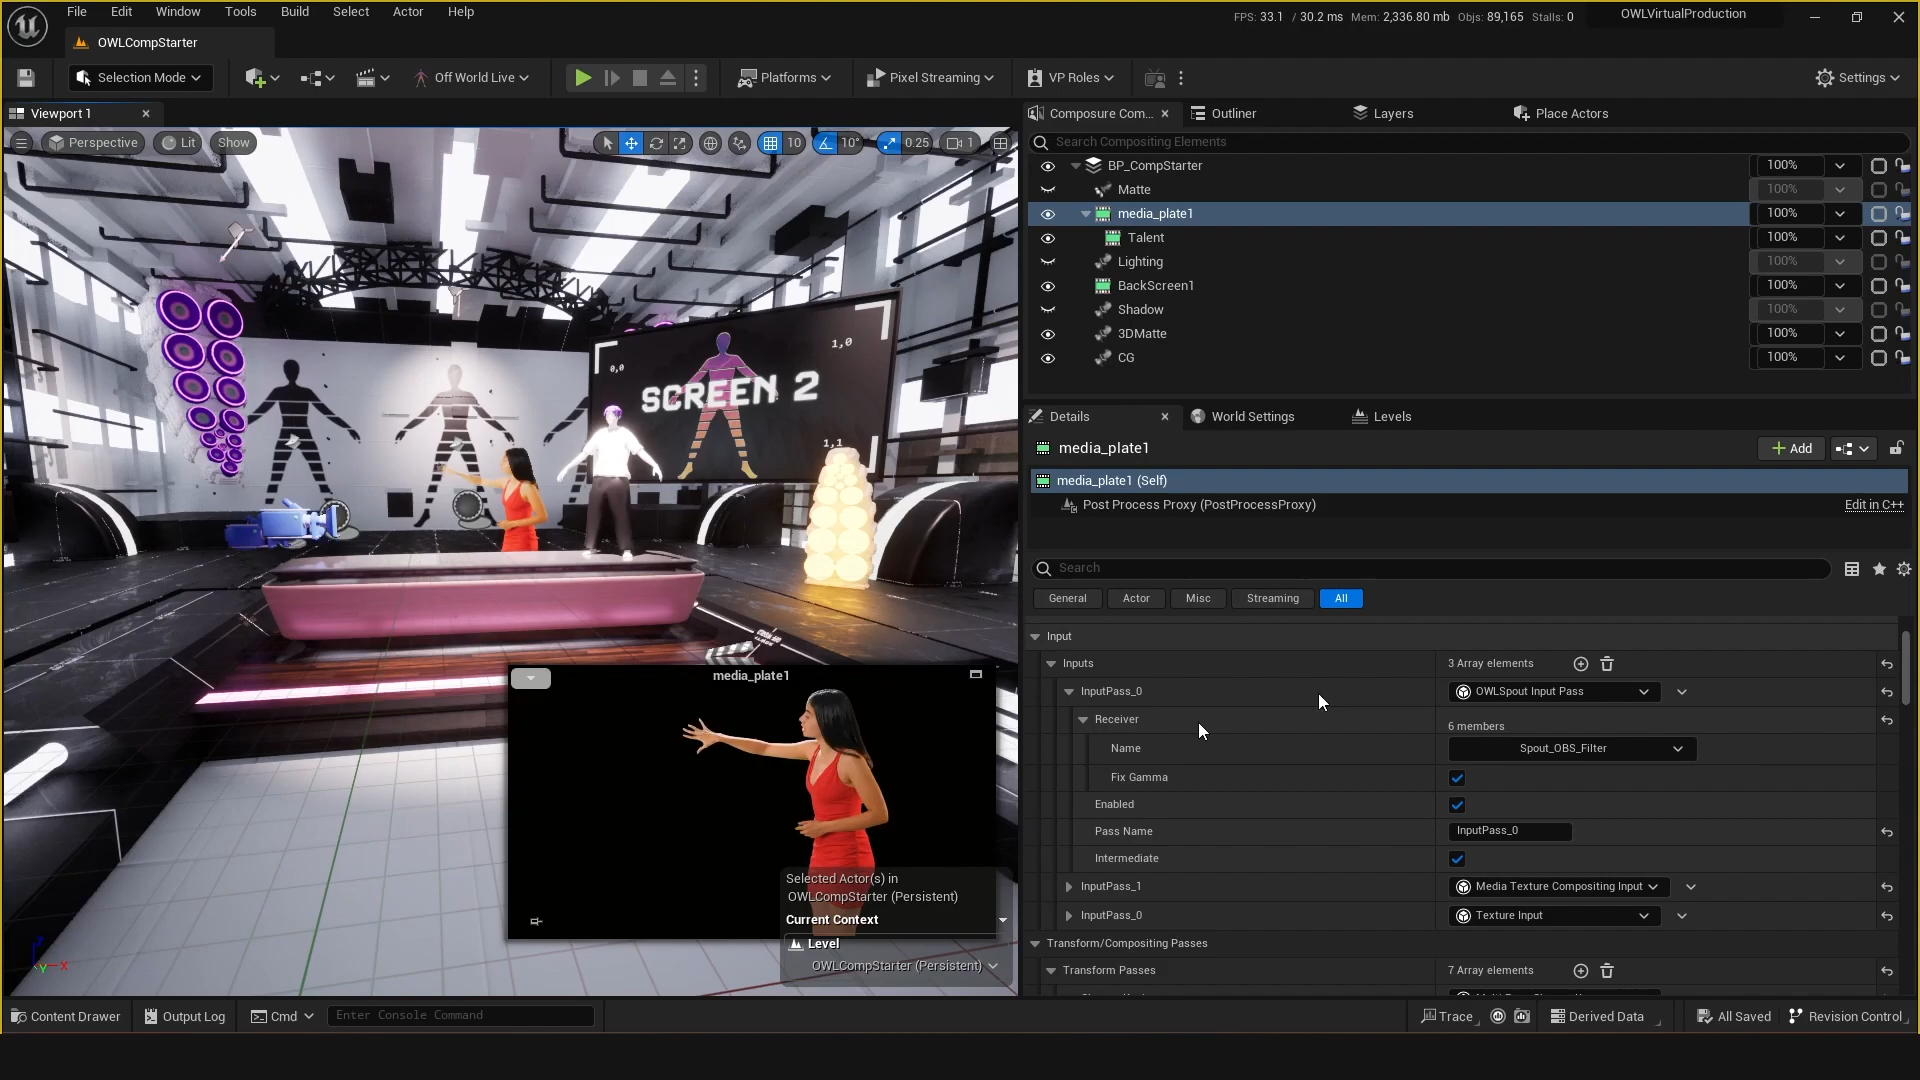 File Edit Window Tools Build Select Actor Help
FPS: 33.1 / 30.2 ms Mem: 2,336.80 mb Objs: 89,165 Stalls: 0
OWLVirtualProduction
OWLCompStarter
Selection Mode
Off World Live
Platforms
Pixel Streaming
VP Roles
Settings
Viewport 1
Perspective Lit Show
10 10° 0.25 1
0,0
1,0
SCREEN 2
1,1
media_plate1
Selected Actor(s) in
OWLCompStarter (Persistent)
Current Context
Level
OWLCompStarter (Persistent)
Y X
Composure Com... Outliner Layers Place Actors
Search Compositing Elements
BP_CompStarter 100%
Matte 100%
media_plate1 100%
Talent 100%
Lighting 100%
BackScreen1 100%
Shadow 100%
3DMatte 100%
CG 100%
Details World Settings Levels
media_plate1 Add
media_plate1 (Self)
Post Process Proxy (PostProcessProxy) Edit in C++
Search
General Actor Misc Streaming All
Input
Inputs 3 Array elements
InputPass_0 OWLSpout Input Pass
Receiver 6 members
Name Spout_OBS_Filter
Fix Gamma
Enabled
Pass Name InputPass_0
Intermediate
InputPass_1 Media Texture Compositing Input
InputPass_0 Texture Input
Transform/Compositing Passes
Transform Passes 7 Array elements
Content Drawer Output Log Cmd Enter Console Command
Trace Derived Data All Saved Revision Control